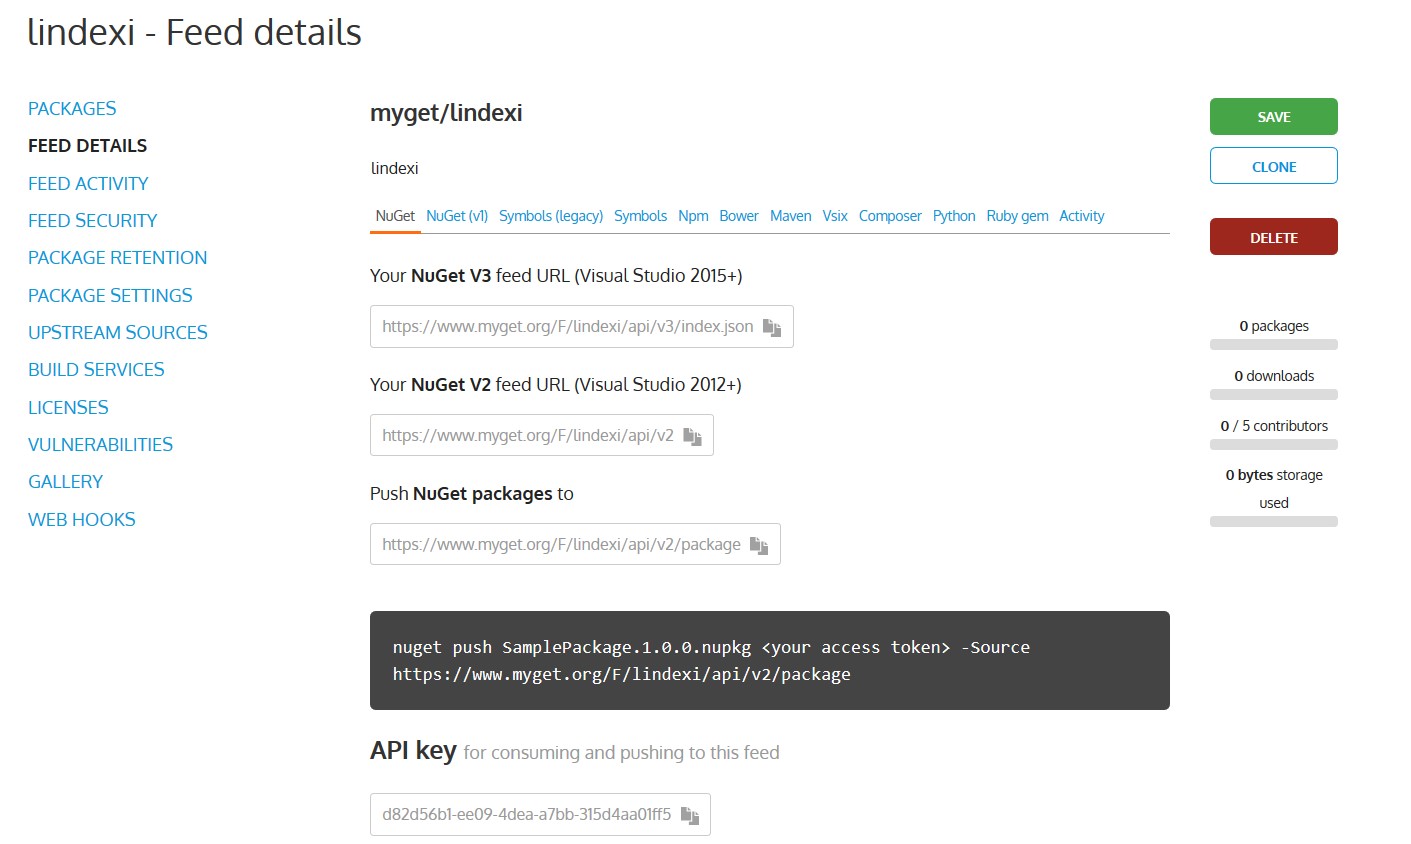 lindexi - Feed details
PACKAGES
FEED DETAILS
FEED ACTIVITY
FEED SECURITY
PACKAGE RETENTION
PACKAGE SETTINGS
UPSTREAM SOURCES
BUILD SERVICES
LICENSES
VULNERABILITIES
GALLERY
WEB HOOKS
myget/lindexi
lindexi
NuGet NuGet (v1) Symbols (legacy) Symbols Npm Bower Maven Vsix Composer Python Ruby gem Activity
Your NuGet V3 feed URL (Visual Studio 2015+)
https://www.myget.org/F/lindexi/api/v3/index.json
Your NuGet V2 feed URL (Visual Studio 2012+)
https://www.myget.org/F/lindexi/api/v2
Push NuGet packages to
https://www.myget.org/F/lindexi/api/v2/package
nuget push SamplePackage.1.0.0.nupkg <your access token> -Source
https://www.myget.org/F/lindexi/api/v2/package
API key for consuming and pushing to this feed
d82d56b1-ee09-4dea-a7bb-315d4aa01ff5
SAVE
CLONE
DELETE
0 packages
0 downloads
0 / 5 contributors
0 bytes storage
used